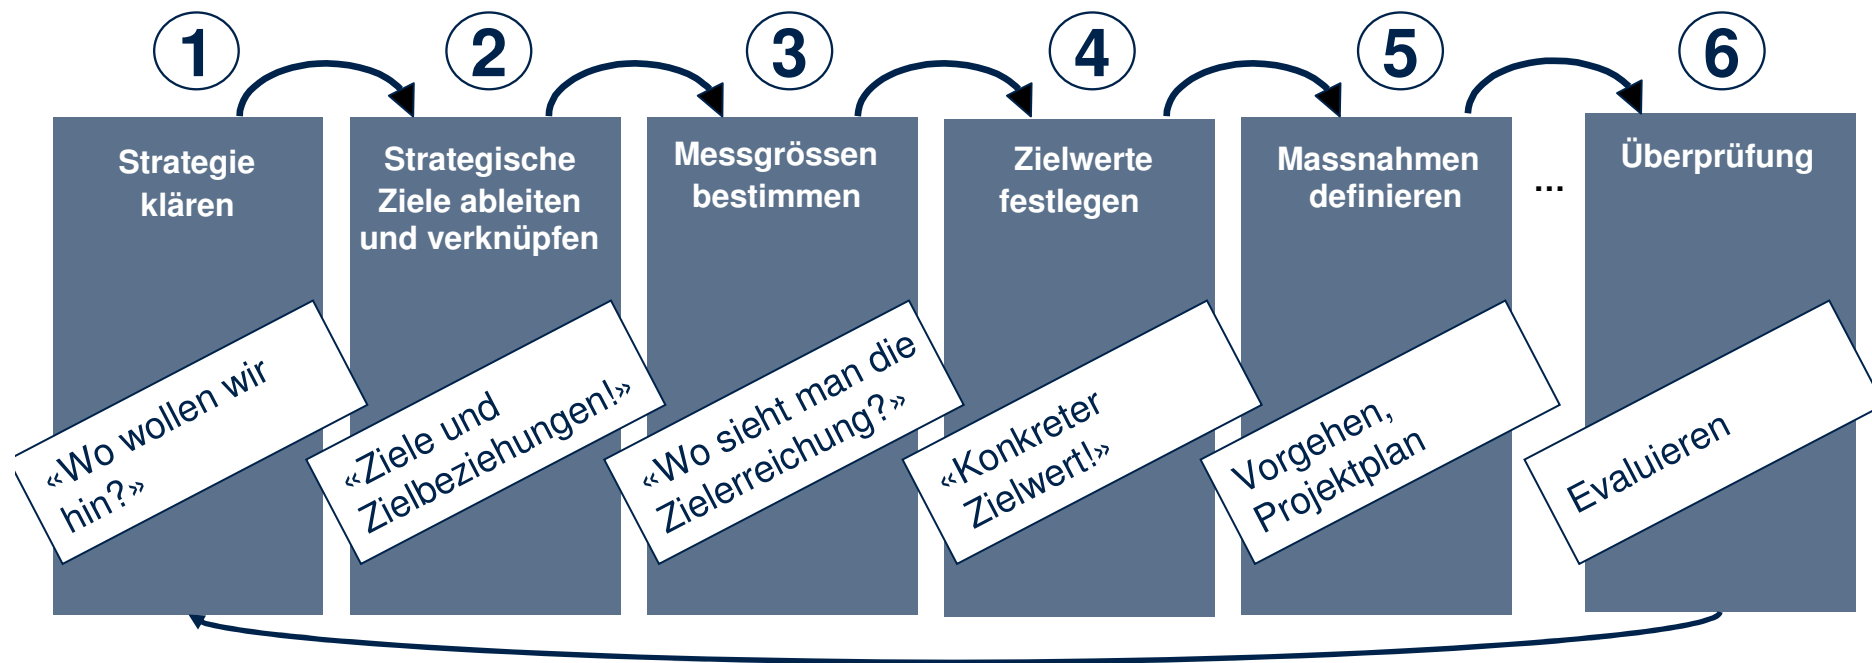 1
Strategie
klären
«Wo wollen wir
hin?»
2
Strategische
Ziele ableiten
und verknüpfen
«Ziele und
Zielbeziehungen!»
3
Messgrössen
bestimmen
«Wo sieht man die
Zielerreichung?»
4
Zielwerte
festlegen
«Konkreter
Zielwert!»
5
Massnahmen
definieren
Vorgehen,
Projektplan
...
6
Überprüfung
Evaluieren